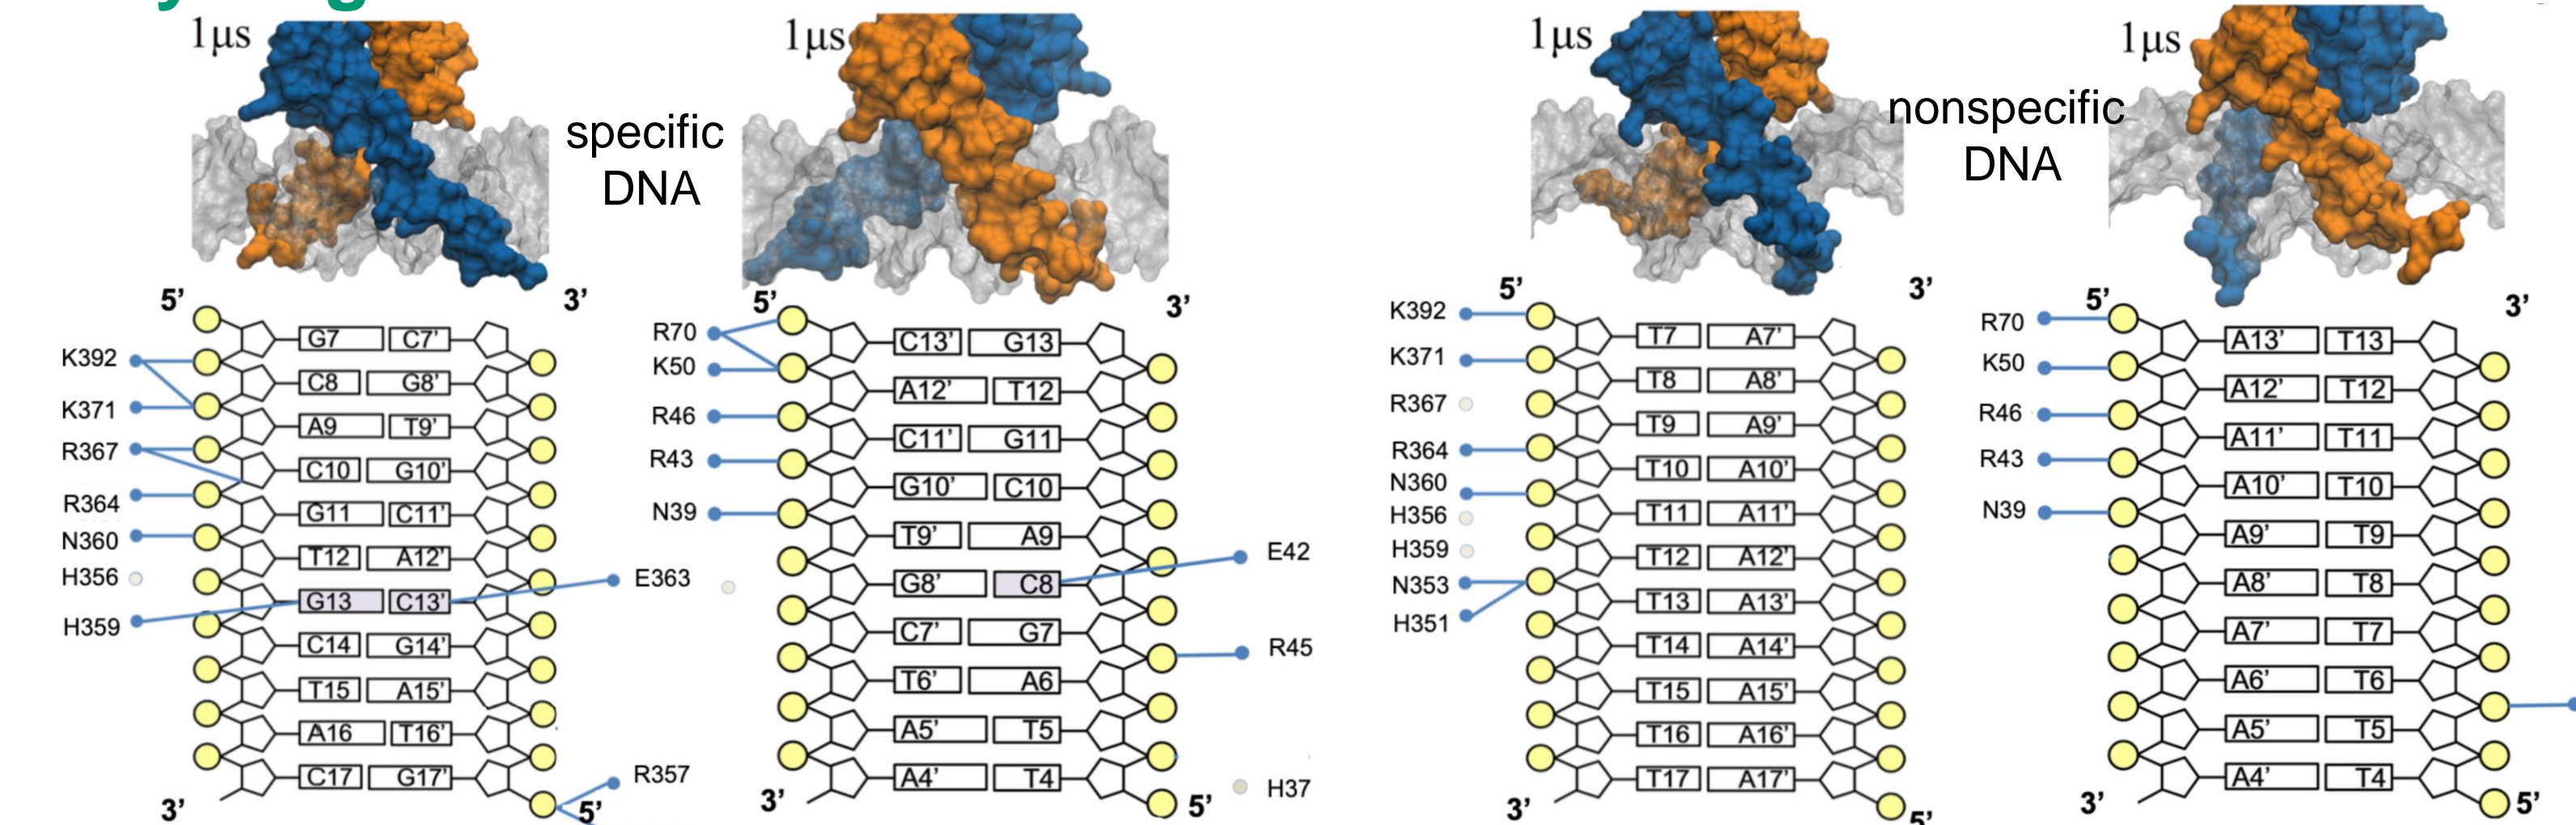 1μs
specific
DNA
1μs
1μs
nonspecific
DNA
1μs
5’
3’
K392
K371
R367
R364
N360
H356
H359
G7 C7’
C8 G8’
A9 T9’
C10 G10’
G11 C11’
T12 A12’
G13 C13’
C14 G14’
T15 A15’
A16 T16’
C17 G17’
E363
R357
3’
5’
5’
3’
R70
K50
R46
R43
N39
C13’ G13
A12’ T12
C11’ G11
G10’ C10
T9’ A9
G8’ C8
C7’ G7
T6’ A6
A5’ T5
A4’ T4
E42
R45
H37
3’
5’
5’
3’
K392
K371
R367
R364
N360
H356
H359
N353
H351
T7 A7’
T8 A8’
T9 A9’
T10 A10’
T11 A11’
T12 A12’
T13 A13’
T14 A14’
T15 A15’
T16 A16’
T17 A17’
3’
5’
5’
3’
R70
K50
R46
R43
N39
A13’ T13
A12’ T12
A11’ T11
A10’ T10
A9’ T9
A8’ T8
A7’ T7
A6’ T6
A5’ T5
A4’ T4
3’
5’